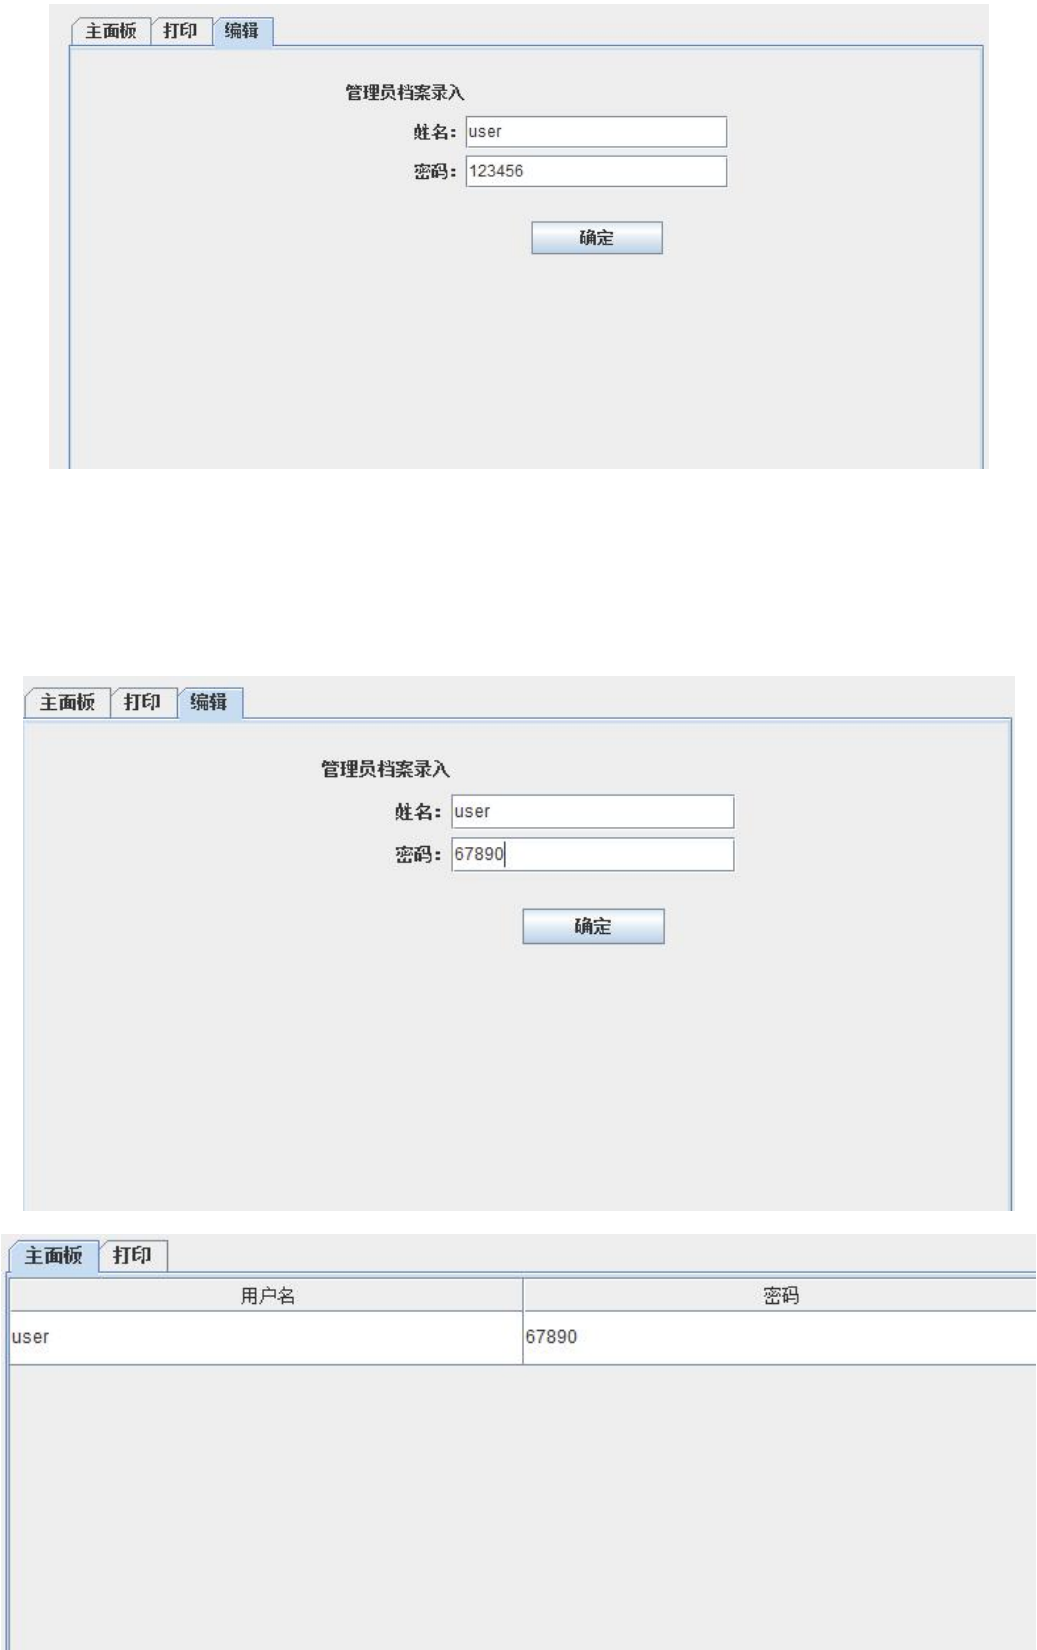 主面板 打印 编辑
管理员档案录入
姓名: user
密码: 123456
确定
主面板 打印 编辑
管理员档案录入
姓名: user
密码: 67890
确定
主面板 打印
用户名 密码
user 67890